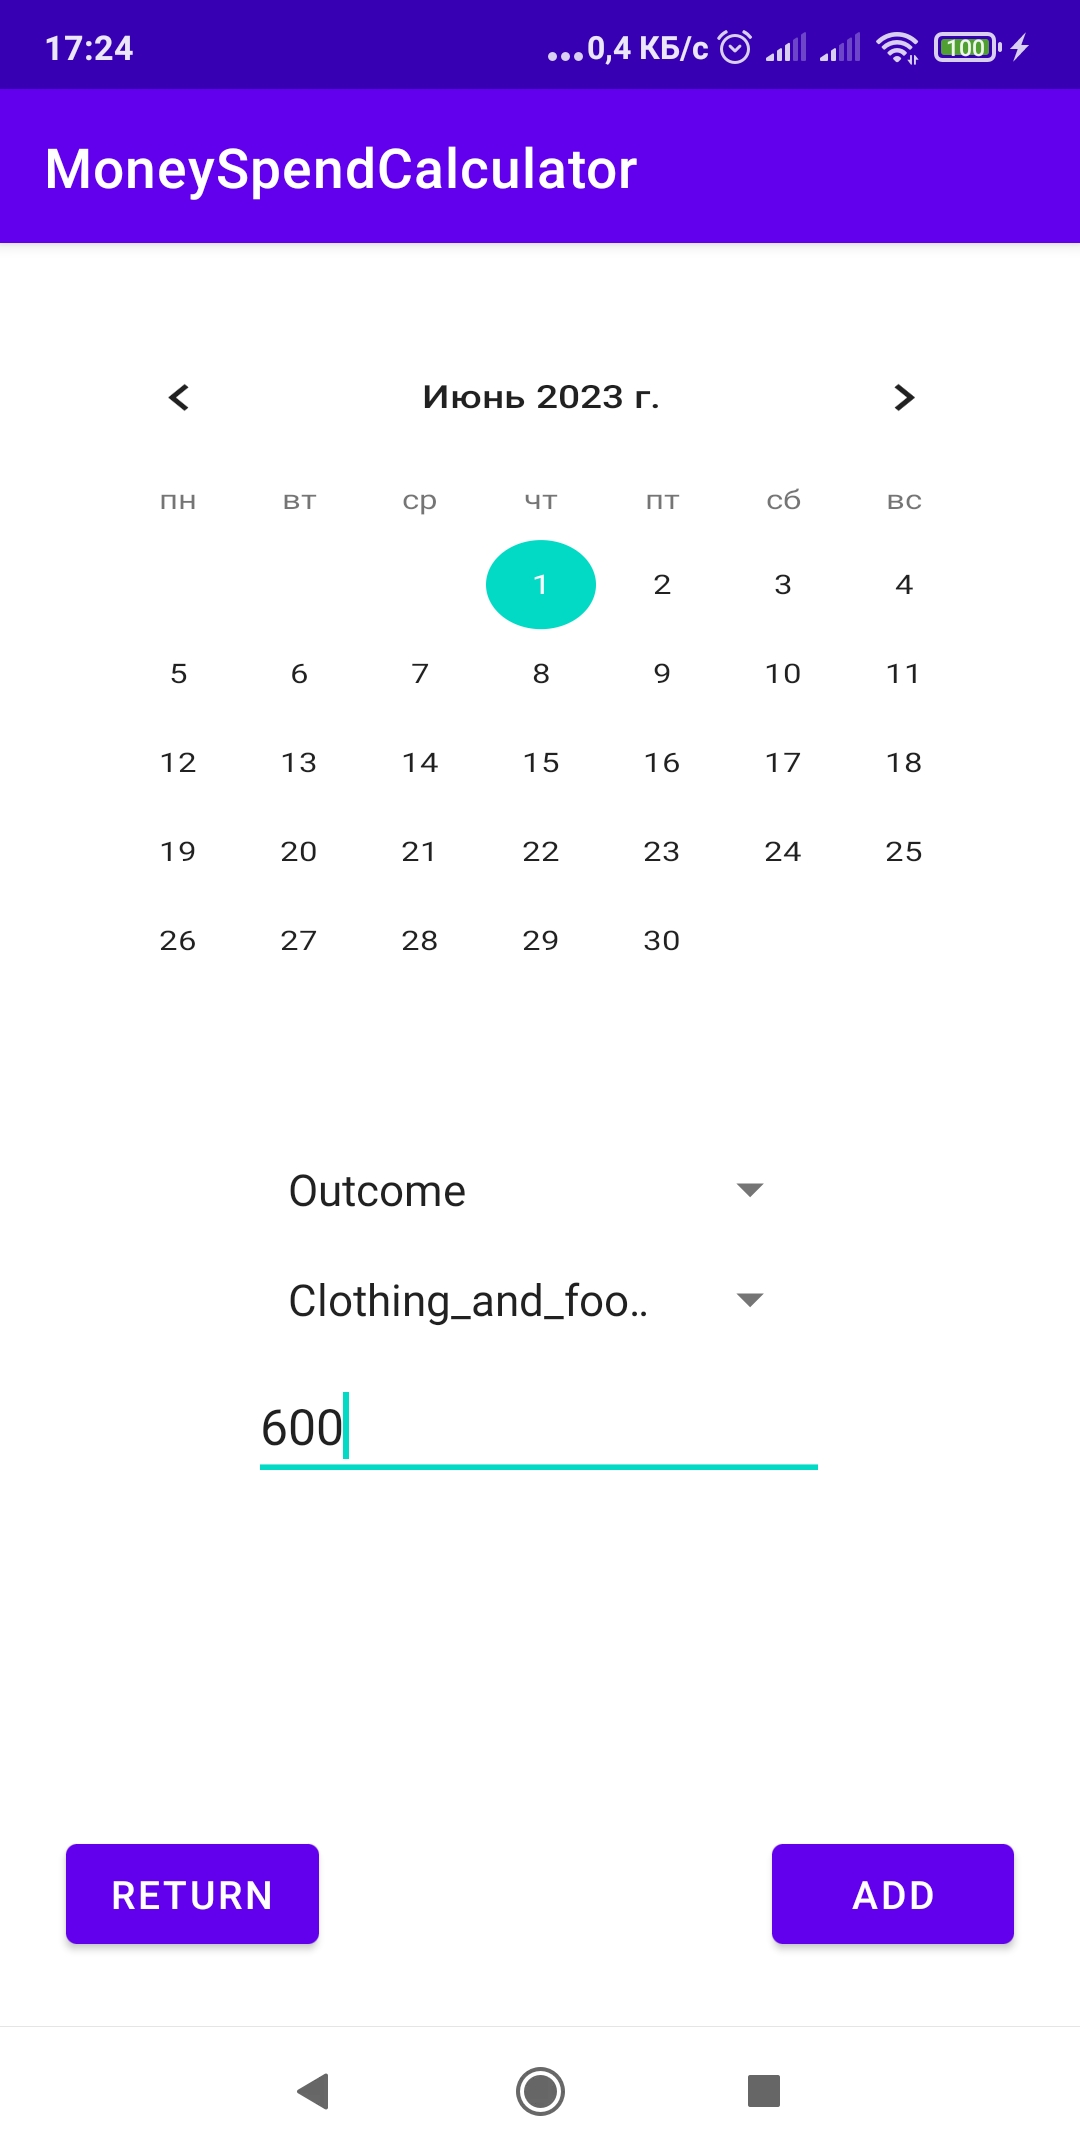 17:24 ...0,4 КБ/с 100
MoneySpendCalculator
Июнь 2023 г.
пн вт ср чт пт сб вс
1 2 3 4
5 6 7 8 9 10 11
12 13 14 15 16 17 18
19 20 21 22 23 24 25
26 27 28 29 30
Outcome
Clothing_and_foo..
600
RETURN ADD